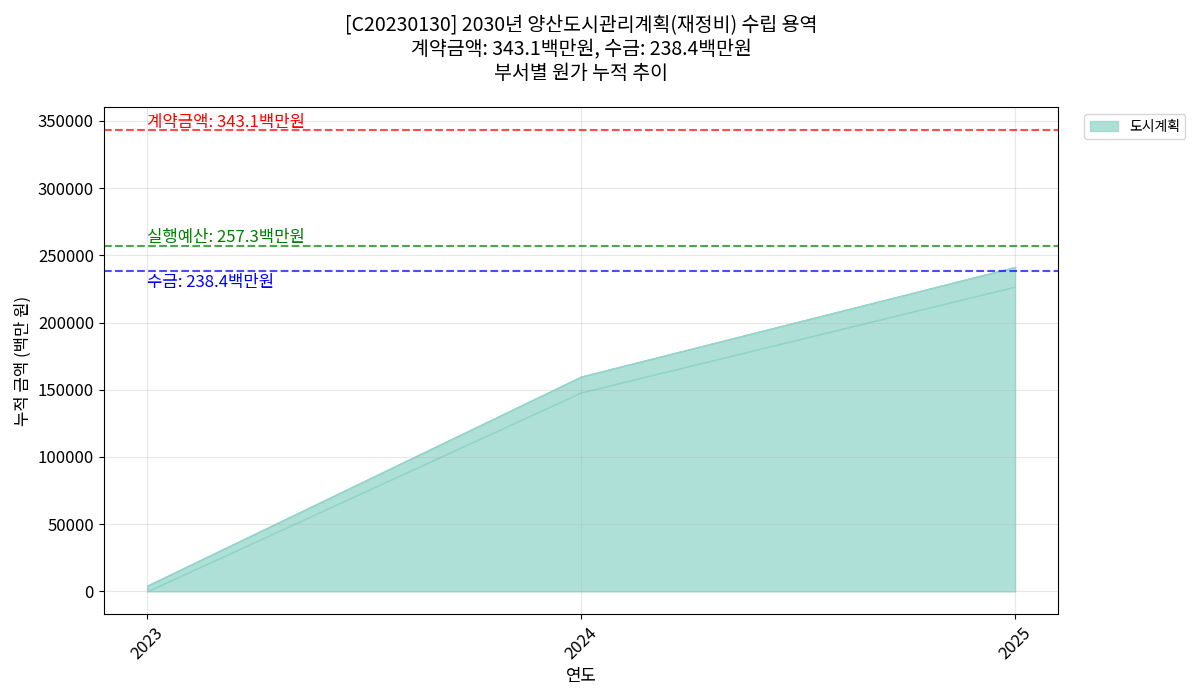 [C20230130] 2030년 양산도시관리계획(재정비) 수립 용역
계약금액: 343.1백만원, 수금: 238.4백만원
부서별 원가 누적 추이
계약금액: 343.1백만원
실행예산: 257.3백만원
수금: 238.4백만원
도시계획
누적 금액 (백만 원)
350000
300000
250000
200000
150000
100000
50000
0
2023
2024
2025
연도